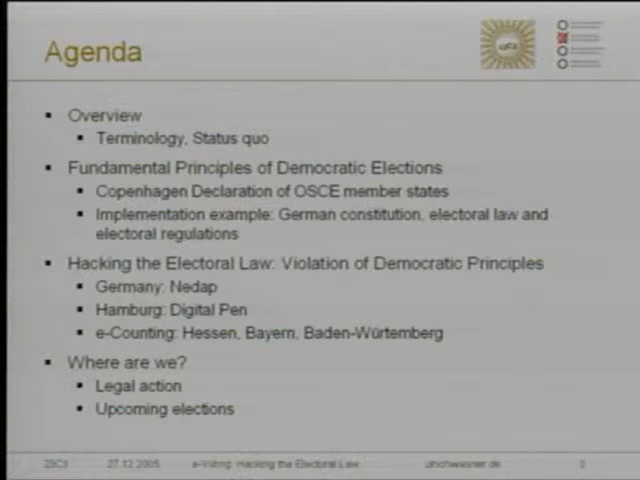 Agenda
Overview
Terminology, Status quo
Fundamental Principles of Democratic Elections
Copenhagen Declaration of OSCE member states
Implementation example: German constitution, electoral law and
electoral regulations
Hacking the Electoral Law: Violation of Democratic Principles
Germany: Nedap
Hamburg: Digital Pen
e-Counting: Hessen, Bayern, Baden-Würtemberg
Where are we?
Legal action
Upcoming elections
27.12.2005 e-Voting: Hacking the Electoral Law ulrichwiesner.de